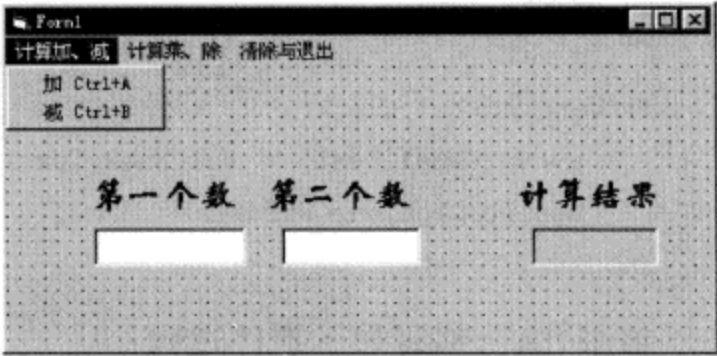 Form1
计算加、减 计算乘、除 清除与退出
加 Ctrl+A
减 Ctrl+B
第一个数 第二个数 计算结果